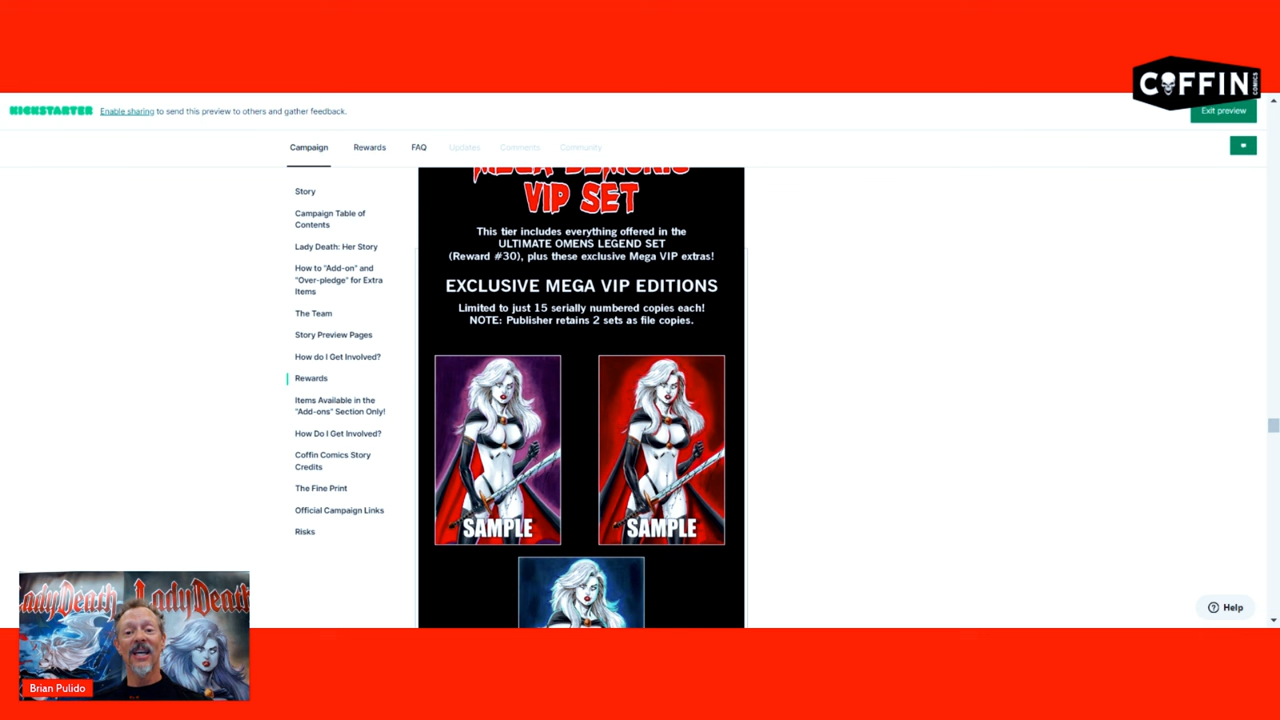 COFFIN
COMICS
KICKSTARTER
Enable sharing to send this preview to others and gather feedback.
Exit preview
Campaign
Rewards
FAQ
Updates
Comments
Community
Story
Campaign Table of
Contents
Lady Death: Her Story
How to "Add-on" and
"Over-pledge" for Extra
Items
The Team
Story Preview Pages
How do I Get Involved?
Rewards
Items Available in the
"Add-ons" Section Only!
How Do I Get Involved?
Coffin Comics Story
Credits
The Fine Print
Official Campaign Links
Risks
MEGA DEMONIC
VIP SET
This tier includes everything offered in the
ULTIMATE OMENS LEGEND SET
(Reward #30), plus these exclusive Mega VIP extras!
EXCLUSIVE MEGA VIP EDITIONS
Limited to just 15 serially numbered copies each!
NOTE: Publisher retains 2 sets as file copies.
SAMPLE
SAMPLE
Help
LadyDeath
LadyDeath
Brian Pulido